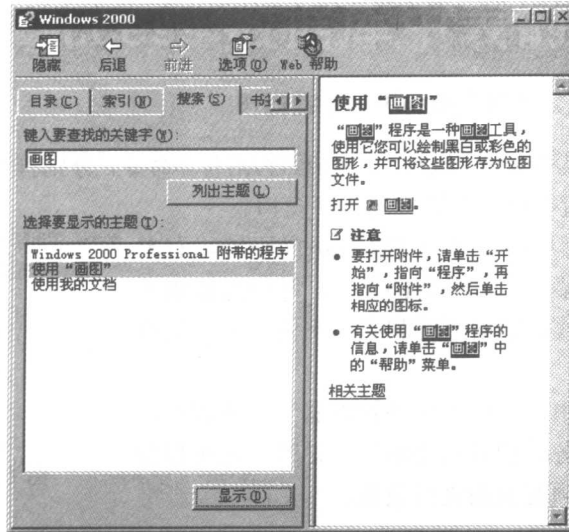 Windows 2000
隐藏 后退 前进 选项(O) Web 帮助
目录(C) 索引(N) 搜索(S)
键入要查找的关键字(W):
画图
列出主题(L)
选择要显示的主题(T):
Windows 2000 Professional 附带的程序
使用“画图”
使用我的文档
显示(D)
使用“画图”
“画图”程序是一种画图工具，
使用它您可以绘制黑白或彩色的
图形，并可将这些图形存为位图
文件。
打开 画图。
注意
• 要打开附件，请单击“开
始”，指向“程序”，再
指向“附件”，然后单击
相应的图标。
• 有关使用“画图”程序的
信息，请单击“画图”中
的“帮助”菜单。
相关主题